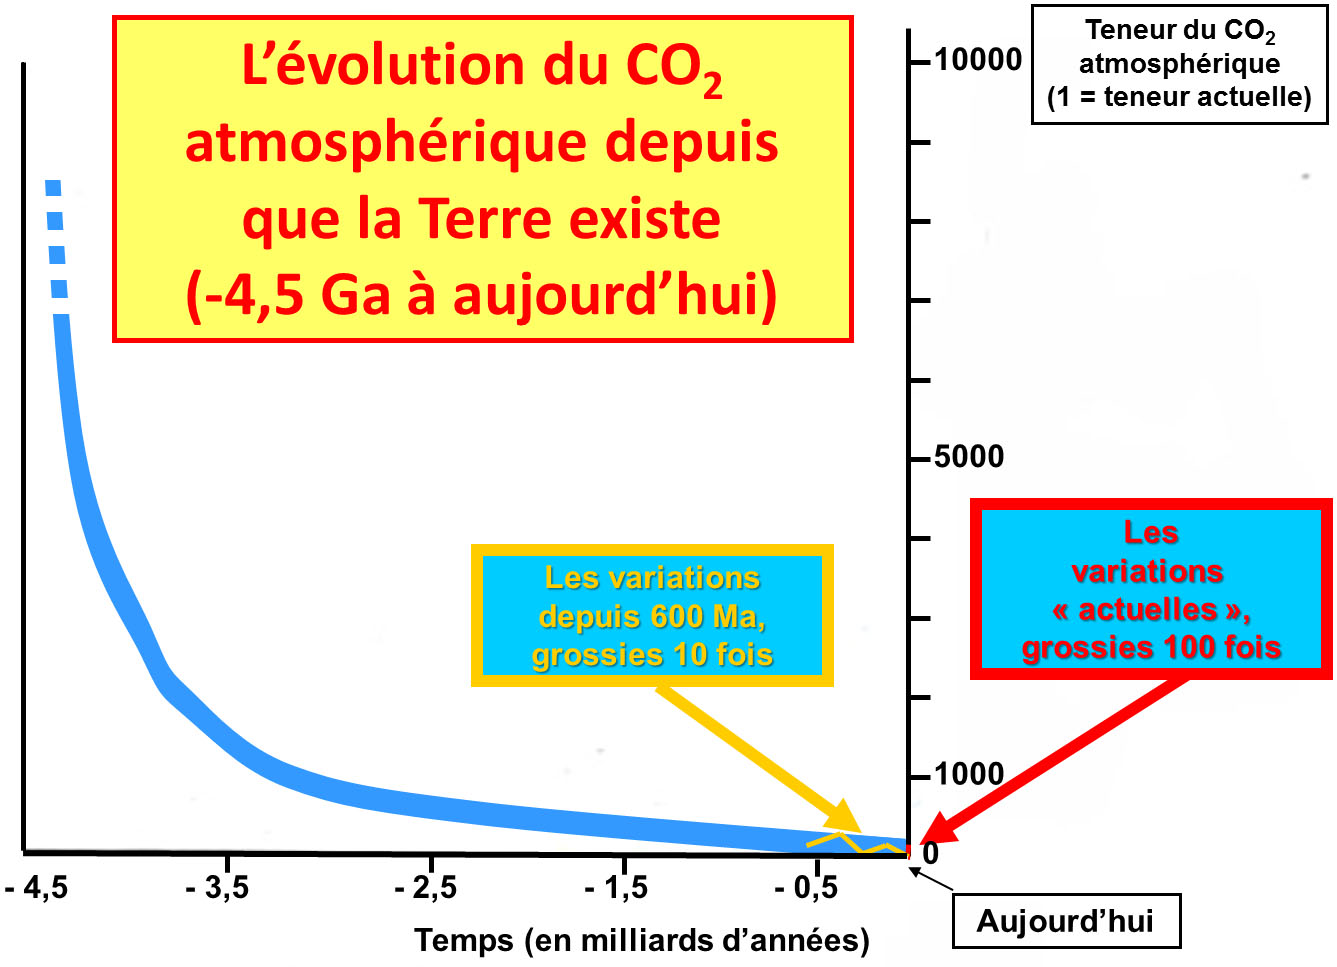 L’évolution du CO₂
atmosphérique depuis
que la Terre existe
(-4,5 Ga à aujourd’hui)
Teneur du CO₂
atmosphérique
(1 = teneur actuelle)
10000
5000
1000
0
Les variations
depuis 600 Ma,
grossies 10 fois
Les
variations
« actuelles »,
grossies 100 fois
- 4,5
- 3,5
- 2,5
- 1,5
- 0,5
Aujourd’hui
Temps (en milliards d’années)